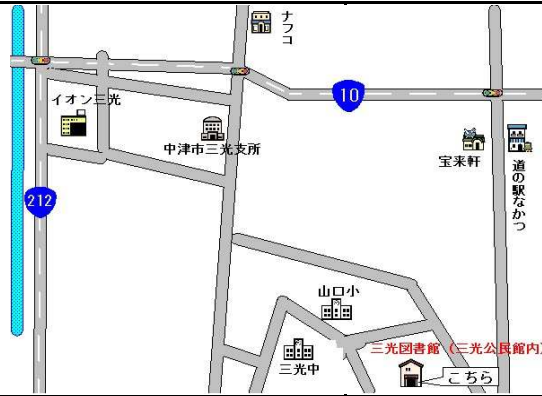 ナフコ
10
イオン三光
中津市三光支所
宝来軒
道の駅なかつ
212
山口小
三光図書館（三光公民館内）
三光中
こちら